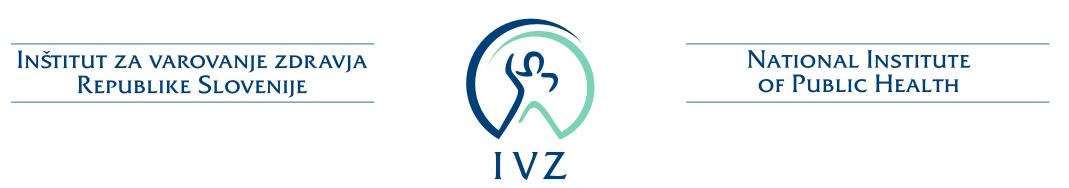 Inštitut za varovanje zdravja
Republike Slovenije
IVZ
National Institute
of Public Health